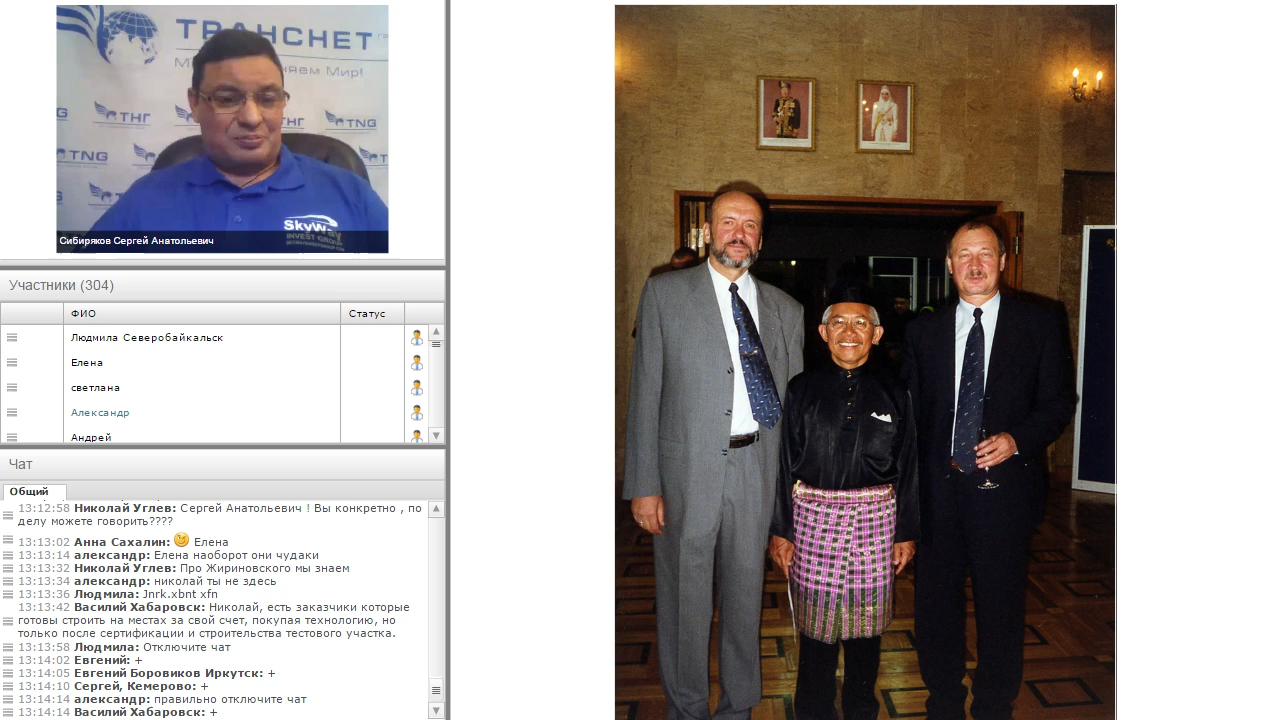 ТРАНСНЕТ
яем Мир!
ТНГ
TNG
TNG
TNG
ТНГ
SkyWay
INVEST GROUP
Сибиряков Сергей Анатольевич
Участники (304)
ФИО Статус
Людмила Северобайкальск
Елена
светлана
Александр
Андрей
Чат
Общий
13:12:58 Николай Углев: Сергей Анатольевич ! Вы конкретно , по
делу можете говорить????
13:13:02 Анна Сахалин: Елена
13:13:14 александр: Елена наоборот они чудаки
13:13:32 Николай Углев: Про Жириновского мы знаем
13:13:34 александр: николай ты не здесь
13:13:36 Людмила: Jnrk.xbnt xfn
13:13:42 Василий Хабаровск: Николай, есть заказчики которые
готовы строить на местах за свой счет, покупая технологию, но
только после сертификации и строительства тестового участка.
13:13:58 Людмила: Отключите чат
13:14:02 Евгений: +
13:14:05 Евгений Боровиков Иркутск: +
13:14:10 Сергей, Кемерово: +
13:14:14 александр: правильно отключите чат
13:14:14 Василий Хабаровск: +